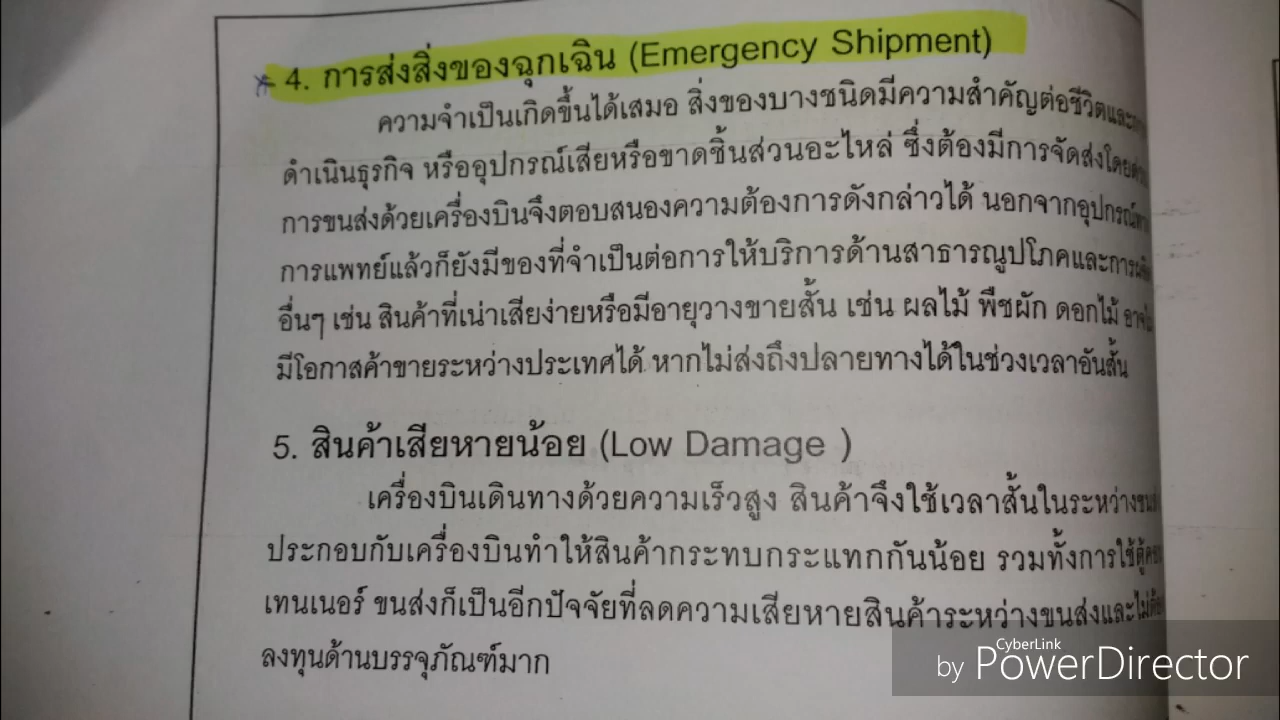 4. การส่งสิ่งของฉุกเฉิน (Emergency Shipment)
ความจำเป็นเกิดขึ้นได้เสมอ สิ่งของบางชนิดมีความสำคัญต่อชีวิตและ
ดำเนินธุรกิจ หรืออุปกรณ์เสียหรือขาดชิ้นส่วนอะไหล่ ซึ่งต้องมีการจัดส่งโดย
การขนส่งด้วยเครื่องบินจึงตอบสนองความต้องการดังกล่าวได้ นอกจากอุปกรณ์
การแพทย์แล้วก็ยังมีของที่จำเป็นต่อการให้บริการด้านสาธารณูปโภคและการ
อื่นๆ เช่น สินค้าที่เน่าเสียง่ายหรือมีอายุวางขายสั้น เช่น ผลไม้ พืชผัก ดอกไม้
มีโอกาสค้าขายระหว่างประเทศได้ หากไม่ส่งถึงปลายทางได้ในช่วงเวลาอันสั้น
5. สินค้าเสียหายน้อย (Low Damage )
เครื่องบินเดินทางด้วยความเร็วสูง สินค้าจึงใช้เวลาสั้นในระหว่าง
ประกอบกับเครื่องบินทำให้สินค้ากระทบกระแทกกันน้อย รวมทั้งการใช้
เทนเนอร์ ขนส่งก็เป็นอีกปัจจัยที่ลดความเสียหายสินค้าระหว่างขนส่งและ
ลงทุนด้านบรรจุภัณฑ์มาก
CyberLink
by PowerDirector